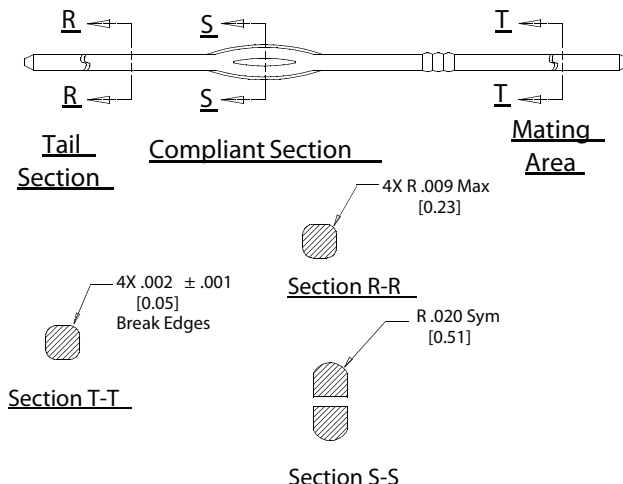 R S T
R S T
Tail
Section
Compliant Section
Mating
Area
4X R .009 Max
[0.23]
Section R-R
4X .002 ± .001
[0.05]
Break Edges
Section T-T
R .020 Sym
[0.51]
Section S-S